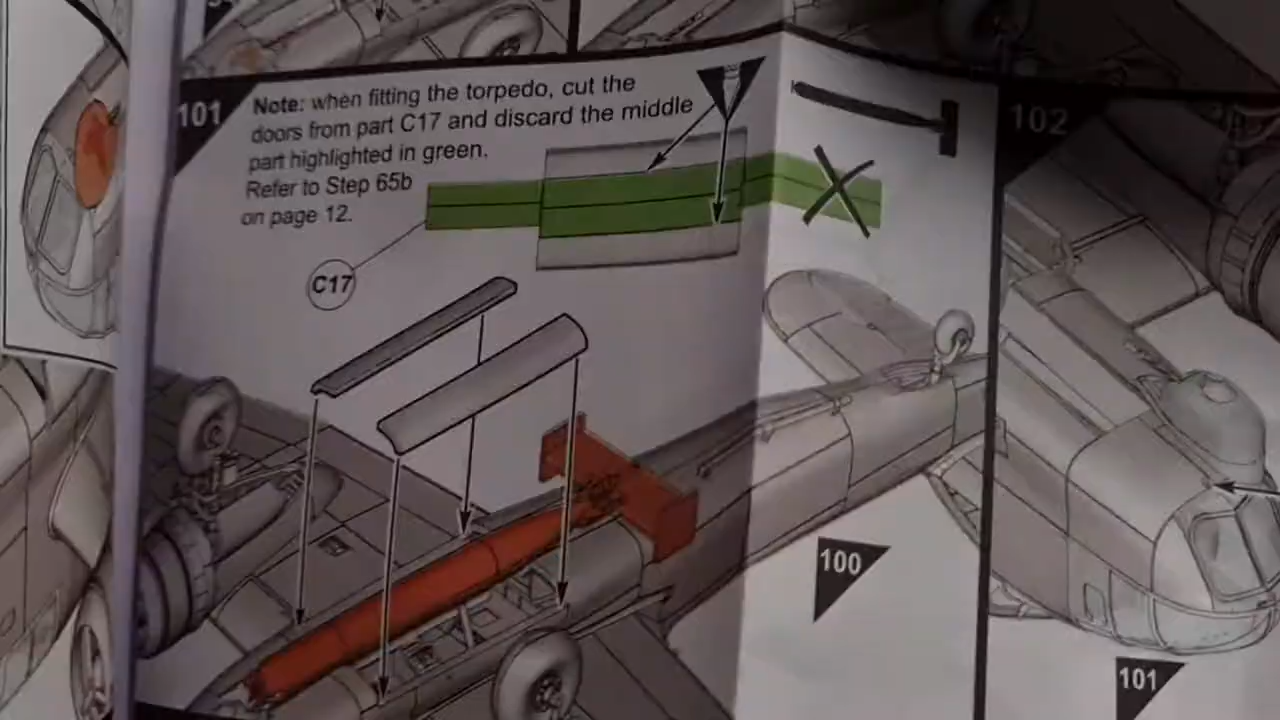 101
Note: when fitting the torpedo, cut the
doors from part C17 and discard the middle
part highlighted in green.
Refer to Step 65b
on page 12.
C17
100
102
101